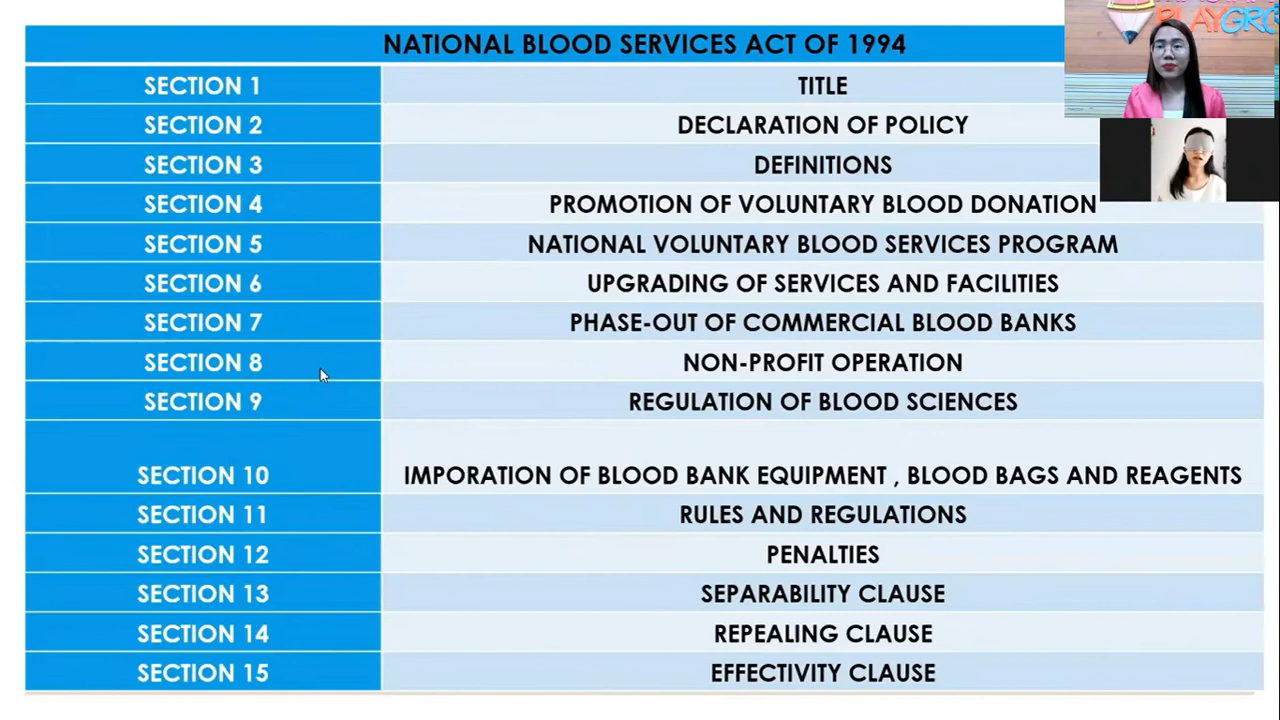 NATIONAL BLOOD SERVICES ACT OF 1994
SECTION 1 TITLE
SECTION 2 DECLARATION OF POLICY
SECTION 3 DEFINITIONS
SECTION 4 PROMOTION OF VOLUNTARY BLOOD DONATION
SECTION 5 NATIONAL VOLUNTARY BLOOD SERVICES PROGRAM
SECTION 6 UPGRADING OF SERVICES AND FACILITIES
SECTION 7 PHASE-OUT OF COMMERCIAL BLOOD BANKS
SECTION 8 NON-PROFIT OPERATION
SECTION 9 REGULATION OF BLOOD SCIENCES
SECTION 10 IMPORATION OF BLOOD BANK EQUIPMENT , BLOOD BAGS AND REAGENTS
SECTION 11 RULES AND REGULATIONS
SECTION 12 PENALTIES
SECTION 13 SEPARABILITY CLAUSE
SECTION 14 REPEALING CLAUSE
SECTION 15 EFFECTIVITY CLAUSE